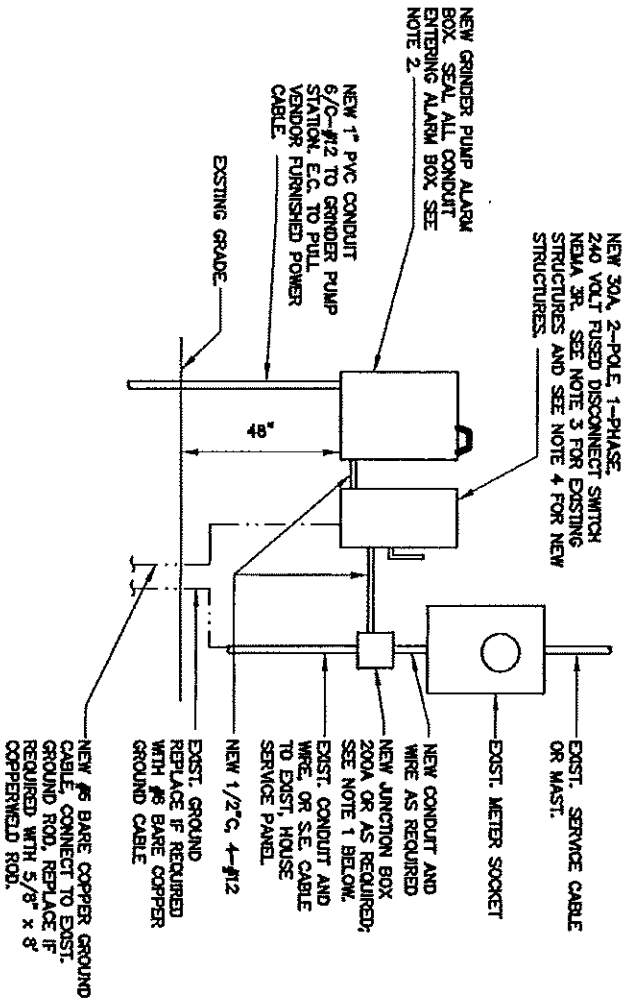 NEW 30A, 2-POLE, 1-PHASE,
240 VOLT FUSED DISCONNECT SWITCH
NEMA 3R. SEE NOTE 3 FOR EXISTING
STRUCTURES AND SEE NOTE 4 FOR NEW
STRUCTURES.
NEW GRINDER PUMP ALARM
BOX. SEAL ALL CONDUIT
ENTERING ALARM BOX. SEE
NOTE 2.
NEW 1" PVC CONDUIT
6/C-#12 TO GRINDER PUMP
STATION. E.C. TO PULL
VENDOR FURNISHED POWER
CABLE.
EXISTING GRADE
48"
EXIST. SERVICE CABLE
OR MAST.
EXIST. METER SOCKET
NEW CONDUIT AND
WIRE AS REQUIRED
NEW JUNCTION BOX
200A OR AS REQUIRED;
SEE NOTE 1 BELOW.
EXIST. CONDUIT AND
WIRE, OR S.E. CABLE
TO EXIST, HOUSE
SERVICE PANEL
NEW 1/2"C, 4-#12
EXIST. GROUND
REPLACE IF REQUIRED
WITH #6 BARE COPPER
GROUND CABLE
NEW #6 BARE COPPER GROUND
CABLE, CONNECT TO EXIST.
GROUND ROD, REPLACE IF
REQUIRED WITH 5/8" x 8'
COPPERWELD ROD.